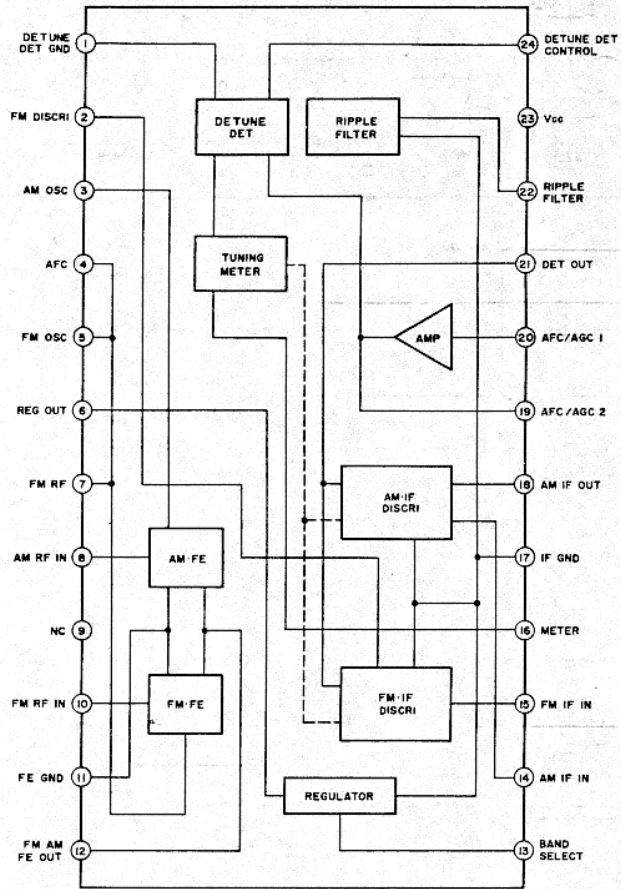 DETUNE
DET GND
1
FM DISCRI
2
AM OSC
3
AFC
4
FM OSC
5
REG OUT
6
FM RF
7
AM RF IN
8
NC
9
FM RF IN
10
FE GND
11
FM AM
FE OUT
12
DETUNE
DET
RIPPLE
FILTER
TUNING
METER
AMP
AM·IF
DISCRI
AM·FE
FM·FE
FM·IF
DISCRI
REGULATOR
24
DETUNE DET
CONTROL
23
Vcc
22
RIPPLE
FILTER
21
DET OUT
20
AFC/AGC 1
19
AFC/AGC 2
18
AM IF OUT
17
IF GND
16
METER
15
FM IF IN
14
AM IF IN
13
BAND
SELECT